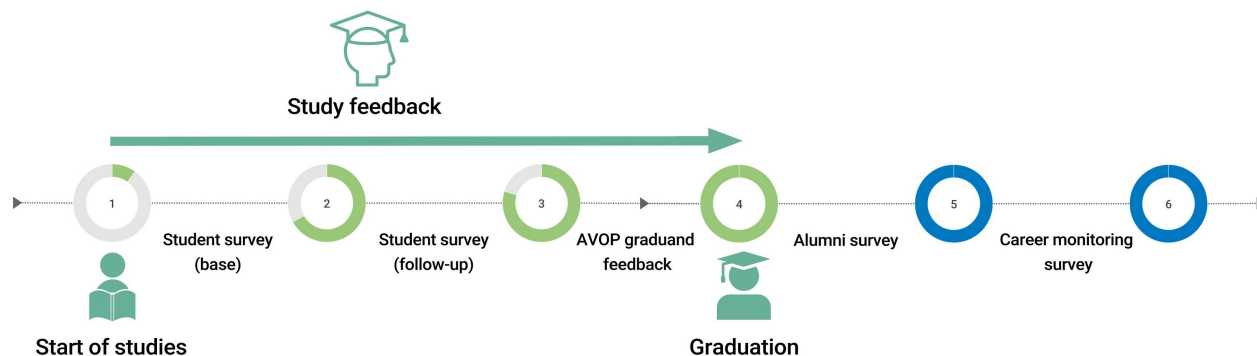 Study feedback
1
2
3
4
5
6
Student survey
(base)
Student survey
(follow-up)
AVOP graduand
feedback
Alumni survey
Career monitoring
survey
Start of studies
Graduation